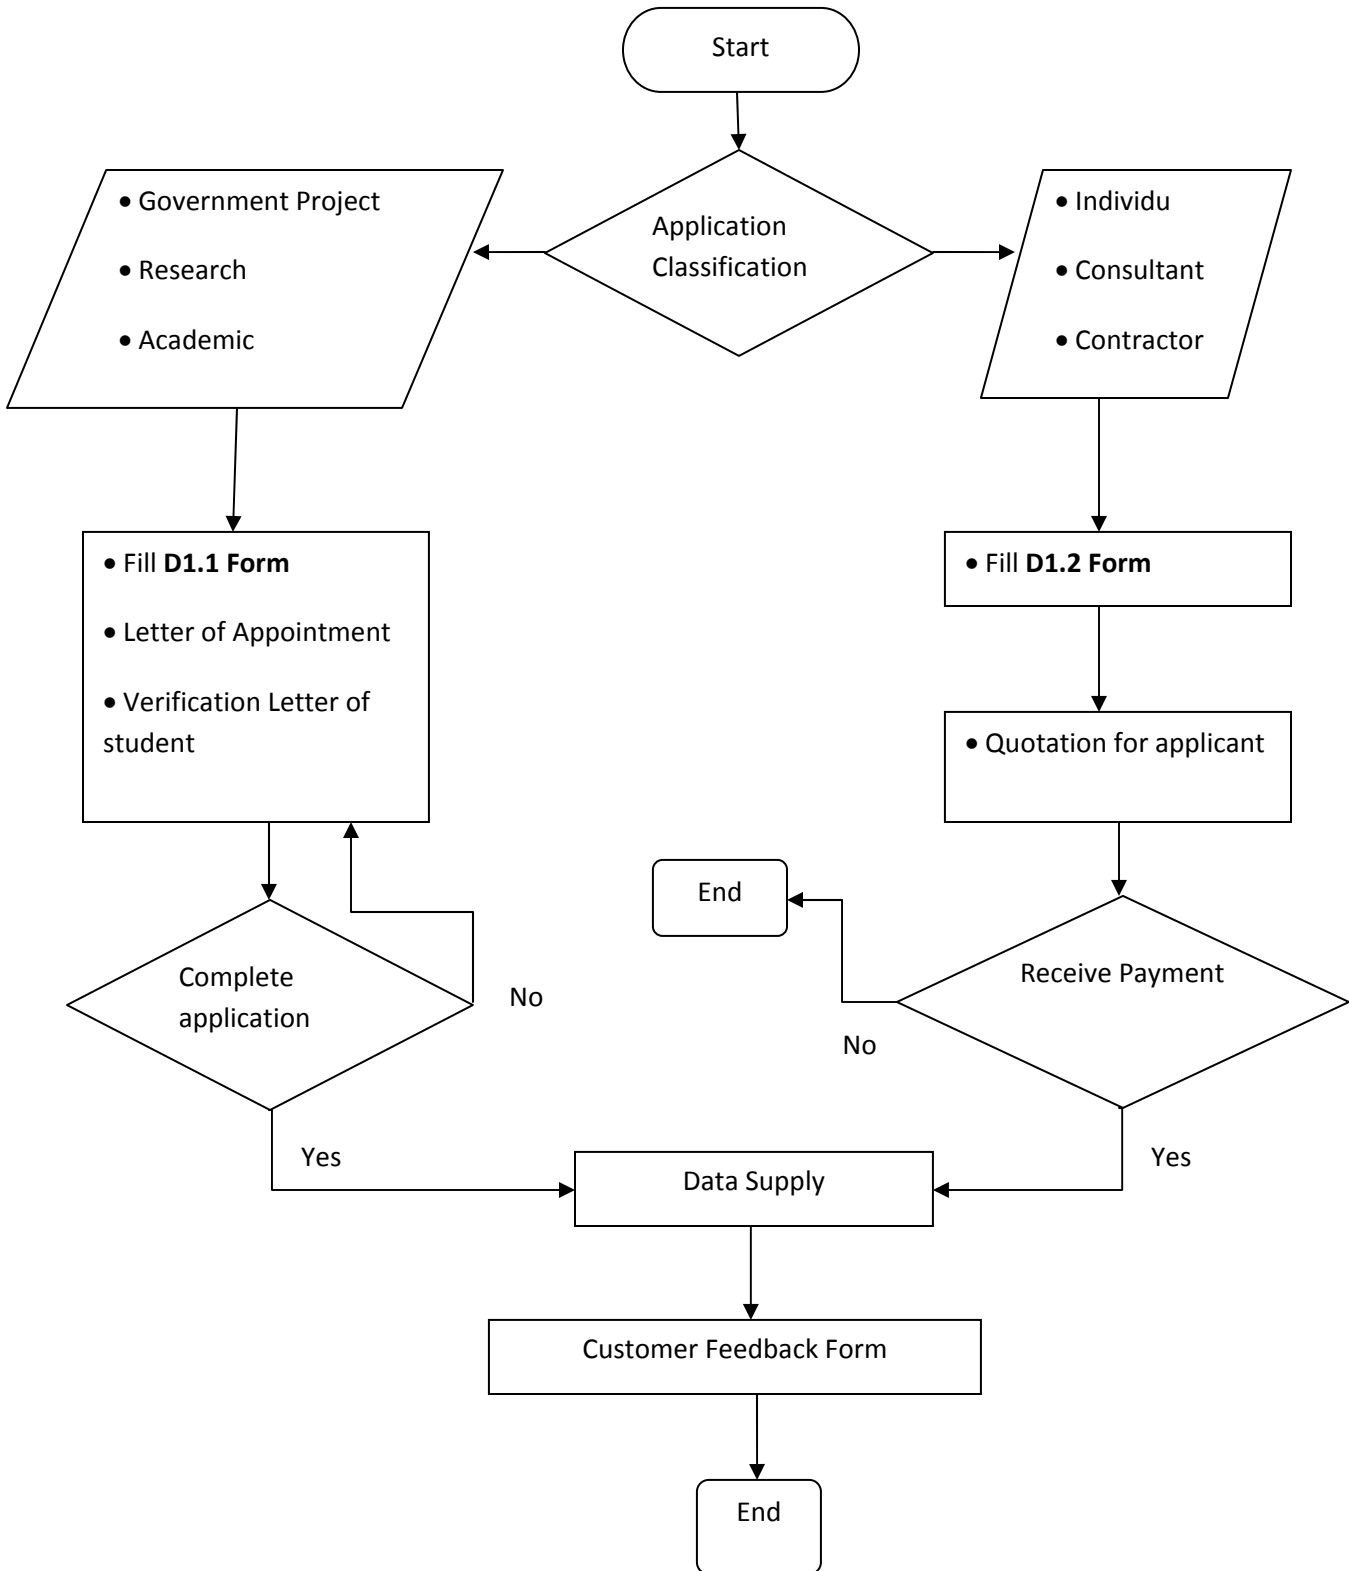 Start
Application
Classification
• Government Project
• Research
• Academic
• Individu
• Consultant
• Contractor
• Fill D1.1 Form
• Letter of Appointment
• Verification Letter of
student
• Fill D1.2 Form
• Quotation for applicant
End
Complete
application
No
Receive Payment
No
Yes
Yes
Data Supply
Customer Feedback Form
End